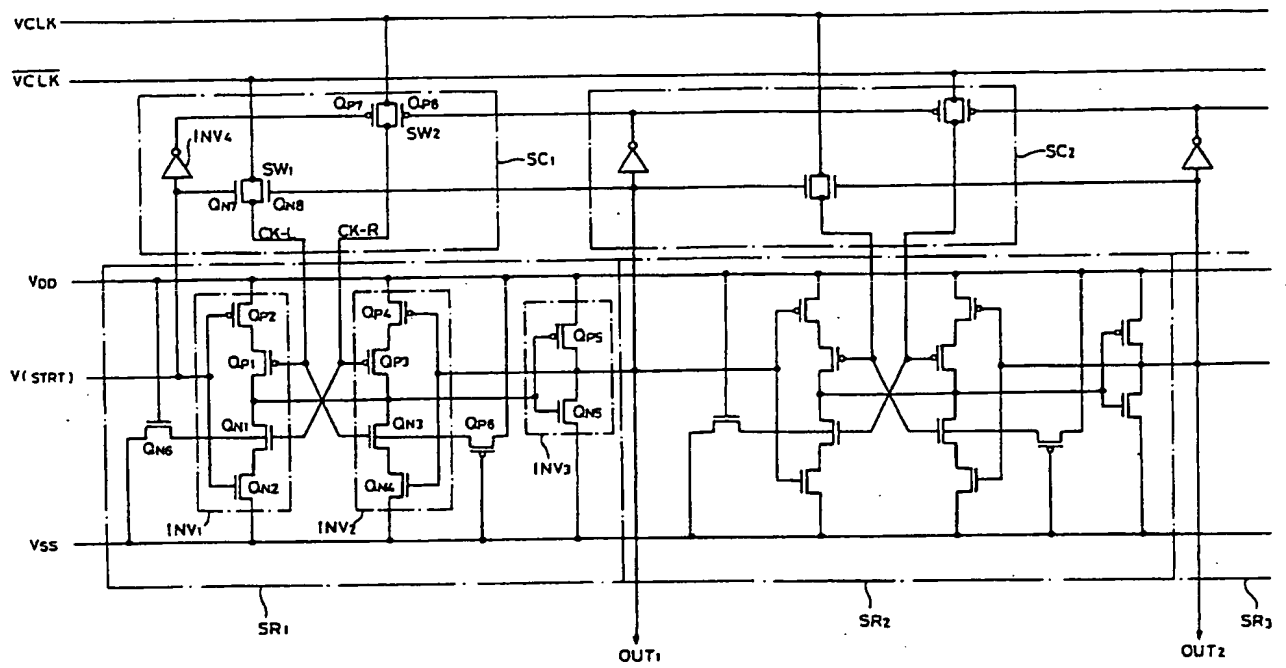 VCLK
VCLK
QP7
QP8
INV4
SW2
SW1
SC1
SC2
QN7
QN8
CK-L
CK-R
VDD
QP2
QP4
QP5
QP1
QP3
V(STRT)
QN1
QN3
QN5
QN6
QP6
INV3
QN2
QN4
INV1
INV2
VSS
SR1
SR2
SR3
OUT1
OUT2